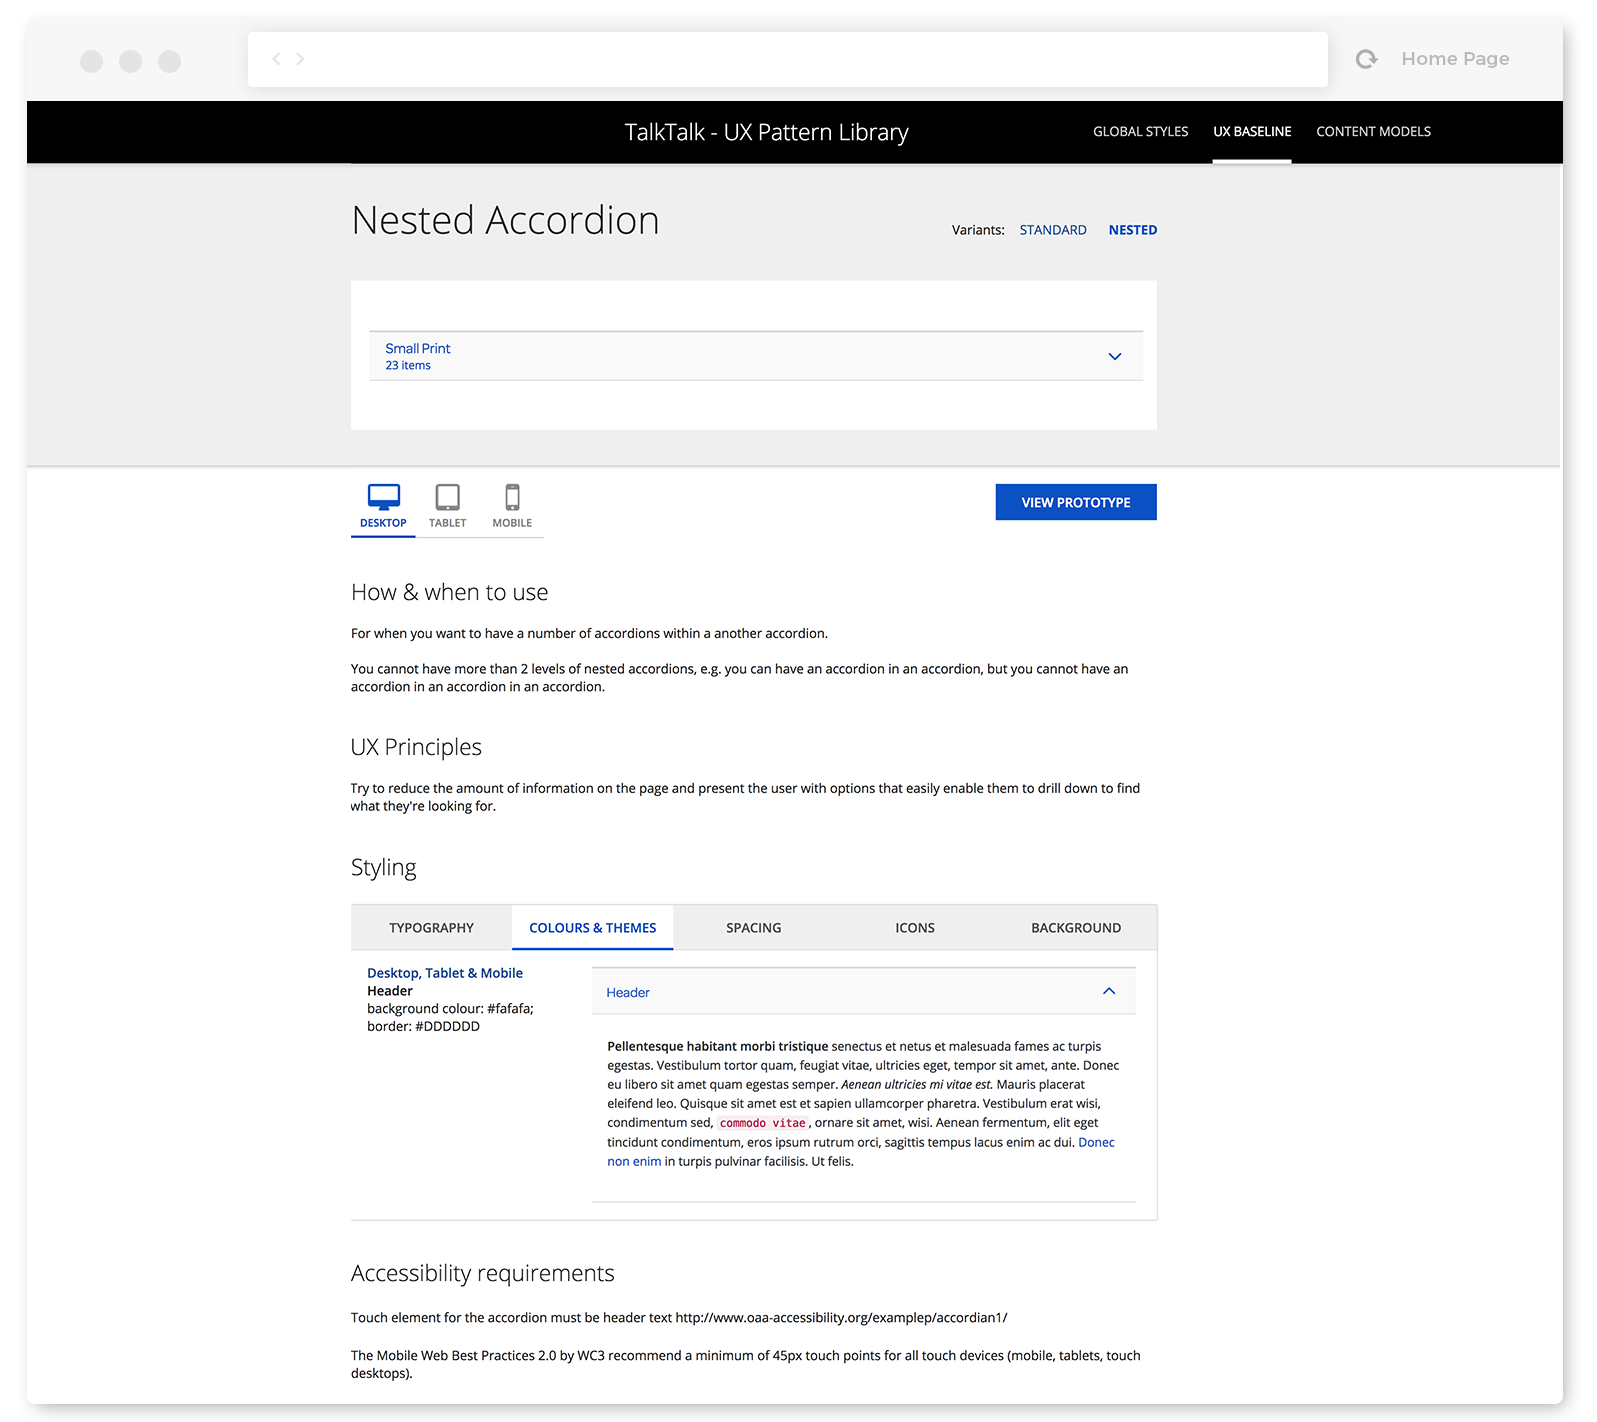 Home Page
TalkTalk - UX Pattern Library
GLOBAL STYLES
UX BASELINE
CONTENT MODELS
Nested Accordion
Variants:
STANDARD
NESTED
Small Print
23 items
DESKTOP
TABLET
MOBILE
VIEW PROTOTYPE
How & when to use
For when you want to have a number of accordions within a another accordion.
You cannot have more than 2 levels of nested accordions, e.g. you can have an accordion in an accordion, but you cannot have an
accordion in an accordion in an accordion.
UX Principles
Try to reduce the amount of information on the page and present the user with options that easily enable them to drill down to find
what they're looking for.
Styling
TYPOGRAPHY
COLOURS & THEMES
SPACING
ICONS
BACKGROUND
Desktop, Tablet & Mobile
Header
background colour: #fafafa;
border: #DDDDDD
Header
Pellentesque habitant morbi tristique senectus et netus et malesuada fames ac turpis
egestas. Vestibulum tortor quam, feugiat vitae, ultricies eget, tempor sit amet, ante. Donec
eu libero sit amet quam egestas semper. Aenean ultricies mi vitae est. Mauris placerat
eleifend leo. Quisque sit amet est et sapien ullamcorper pharetra. Vestibulum erat wisi,
condimentum sed, commodo vitae, ornare sit amet, wisi. Aenean fermentum, elit eget
tincidunt condimentum, eros ipsum rutrum orci, sagittis tempus lacus enim ac dui. Donec
non enim in turpis pulvinar facilisis. Ut felis.
Accessibility requirements
Touch element for the accordion must be header text http://www.oaa-accessibility.org/examplep/accordian1/
The Mobile Web Best Practices 2.0 by WC3 recommend a minimum of 45px touch points for all touch devices (mobile, tablets, touch
desktops).